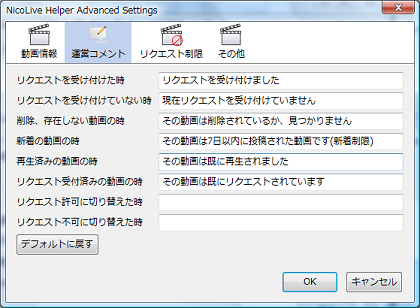 NicoLive Helper Advanced Settings
動画情報 運営コメント リクエスト制限 その他
リクエストを受け付けた時 リクエストを受け付けました
リクエストを受け付けていない時 現在リクエストを受け付けていません
削除、存在しない動画の時 その動画は削除されているか、見つかりません
新着の動画の時 その動画は7日以内に投稿された動画です(新着制限)
再生済みの動画の時 その動画は既に再生されました
リクエスト受付済みの動画の時 その動画は既にリクエストされています
リクエスト許可に切り替えた時
リクエスト不可に切り替えた時
デフォルトに戻す
OK キャンセル